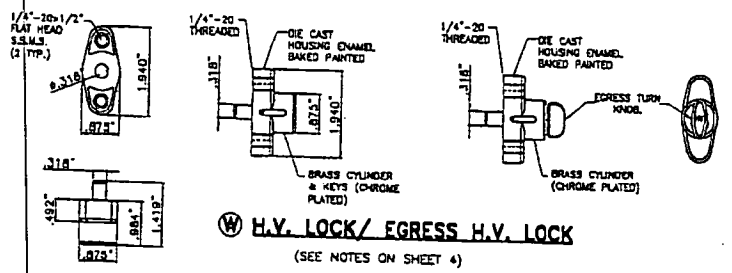 1/4"-20x1/2"
FLAT HEAD
S.S.M.S.
(2 TYP.)
ø.318
1.940"
.875"
1/4"-20
THREADED
DIE CAST
HOUSING ENAMEL
BAKED PAINTED
.318"
.875"
1.940"
BRASS CYLINDER
& KEYS (CHROME
PLATED)
1/4"-20
THREADED
DIE CAST
HOUSING ENAMEL
BAKED PAINTED
.318"
EGRESS TURN
KNOB.
BRASS CYLINDER
(CHROME PLATED)
.318"
.492"
.984"
1.419"
.875"
W H.V. LOCK/ EGRESS H.V. LOCK
(SEE NOTES ON SHEET 4)